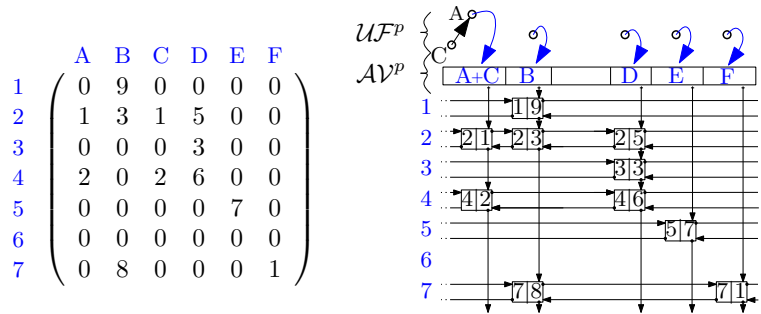 A B C D E F
1 0 9 0 0 0 0
2 1 3 1 5 0 0
3 0 0 0 3 0 0
4 2 0 2 6 0 0
5 0 0 0 0 7 0
6 0 0 0 0 0 0
7 0 8 0 0 0 1
UF^p A
C
AV^p A+C B D E F
1 1|9
2 2|1 2|3 2|5
3 3|3
4 4|2 4|6
5 5|7
6
7 7|8 7|1